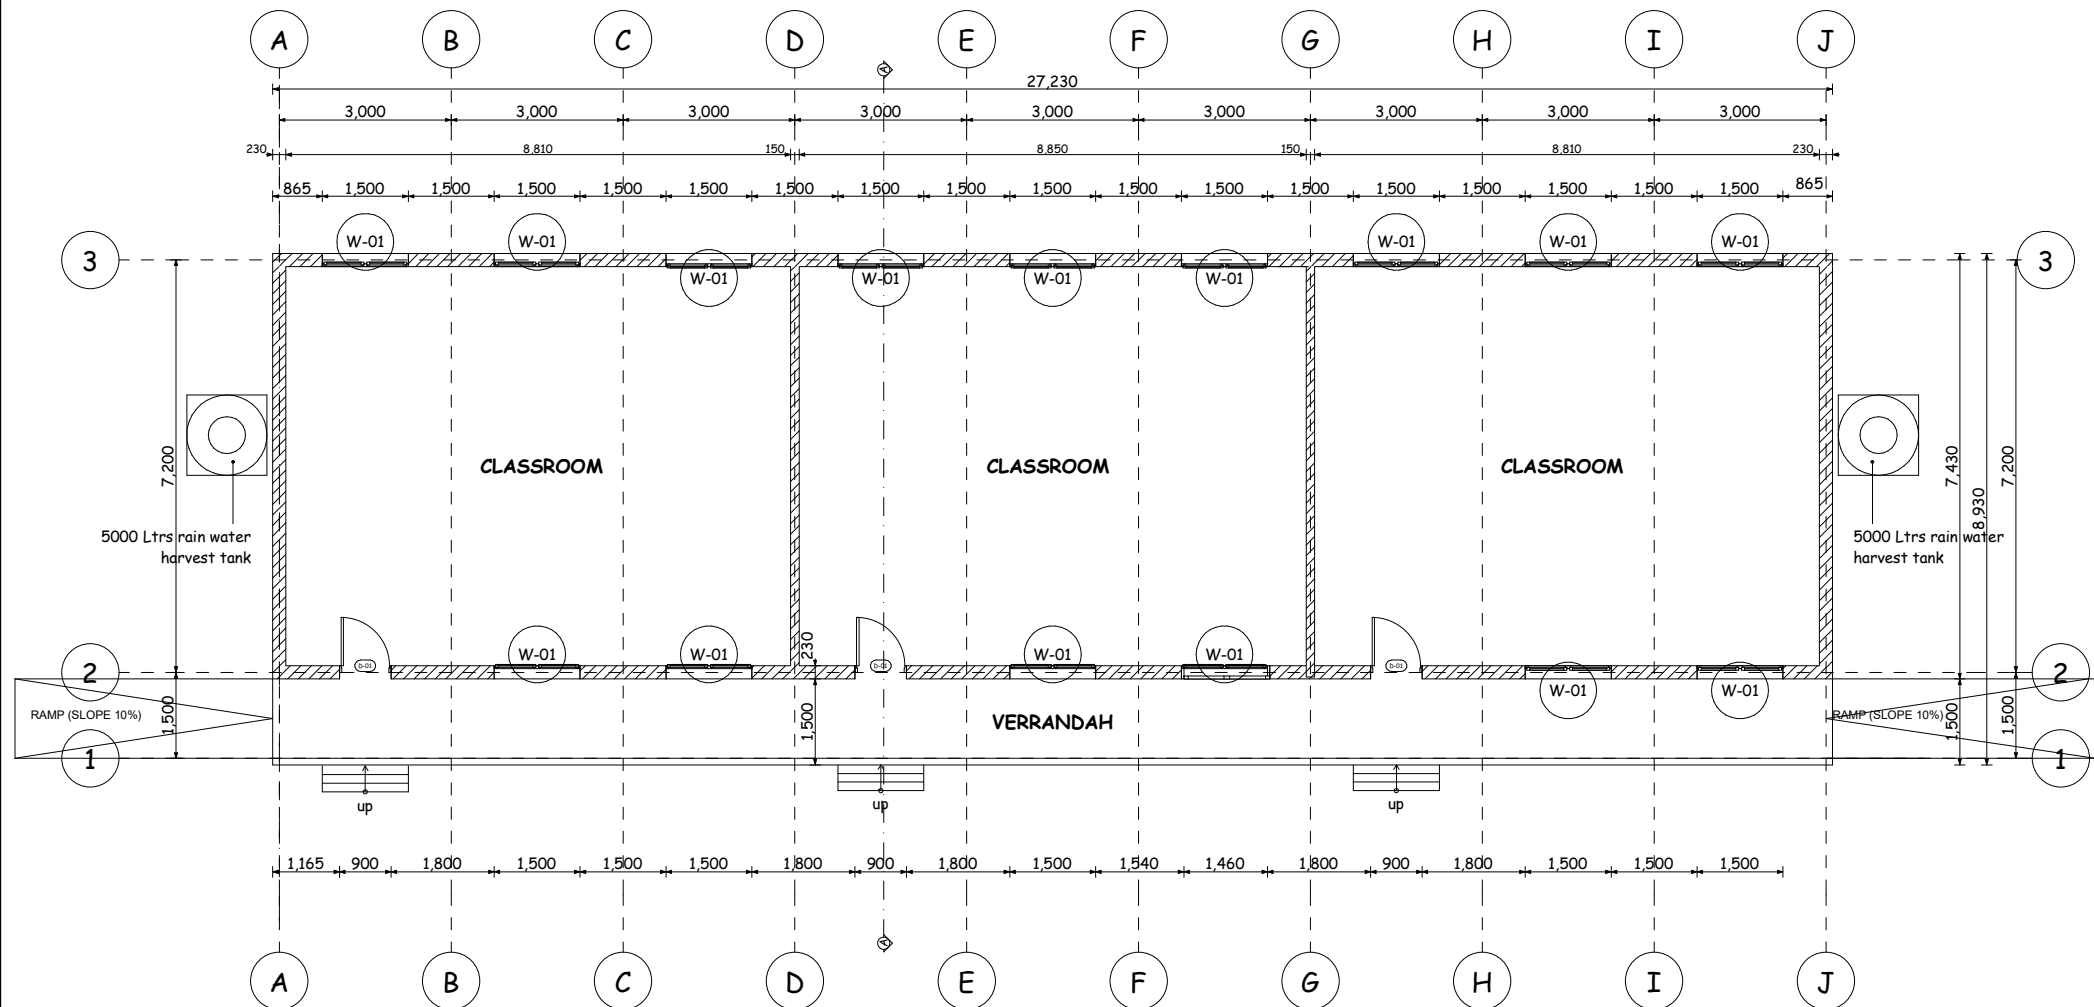 A B C D E F G H I J
A
27,230
3,000 3,000 3,000 3,000 3,000 3,000 3,000 3,000 3,000
230 8,810 150 8,850 150 8,810 230
865 1,500 1,500 1,500 1,500 1,500 1,500 1,500 1,500 1,500 1,500 1,500 1,500 1,500 1,500 1,500 1,500 1,500 865
W-01 W-01 W-01 W-01 W-01
3 3
W-01 W-01 W-01 W-01
CLASSROOM CLASSROOM CLASSROOM
7,200 7,430 8,930 7,200
5000 Ltrs rain water
harvest tank
5000 Ltrs rain water
harvest tank
W-01 W-01 230 W-01 W-01
D-01 D-01 D-01
2 2
W-01 W-01
RAMP (SLOPE 10%) 1,500 1,500 VERRANDAH RAMP (SLOPE 10%) 1,500 1,500
1 1
up up up
1,165 900 1,800 1,500 1,500 1,500 1,800 900 1,800 1,500 1,540 1,460 1,800 900 1,800 1,500 1,500 1,500
A
A B C D E F G H I J